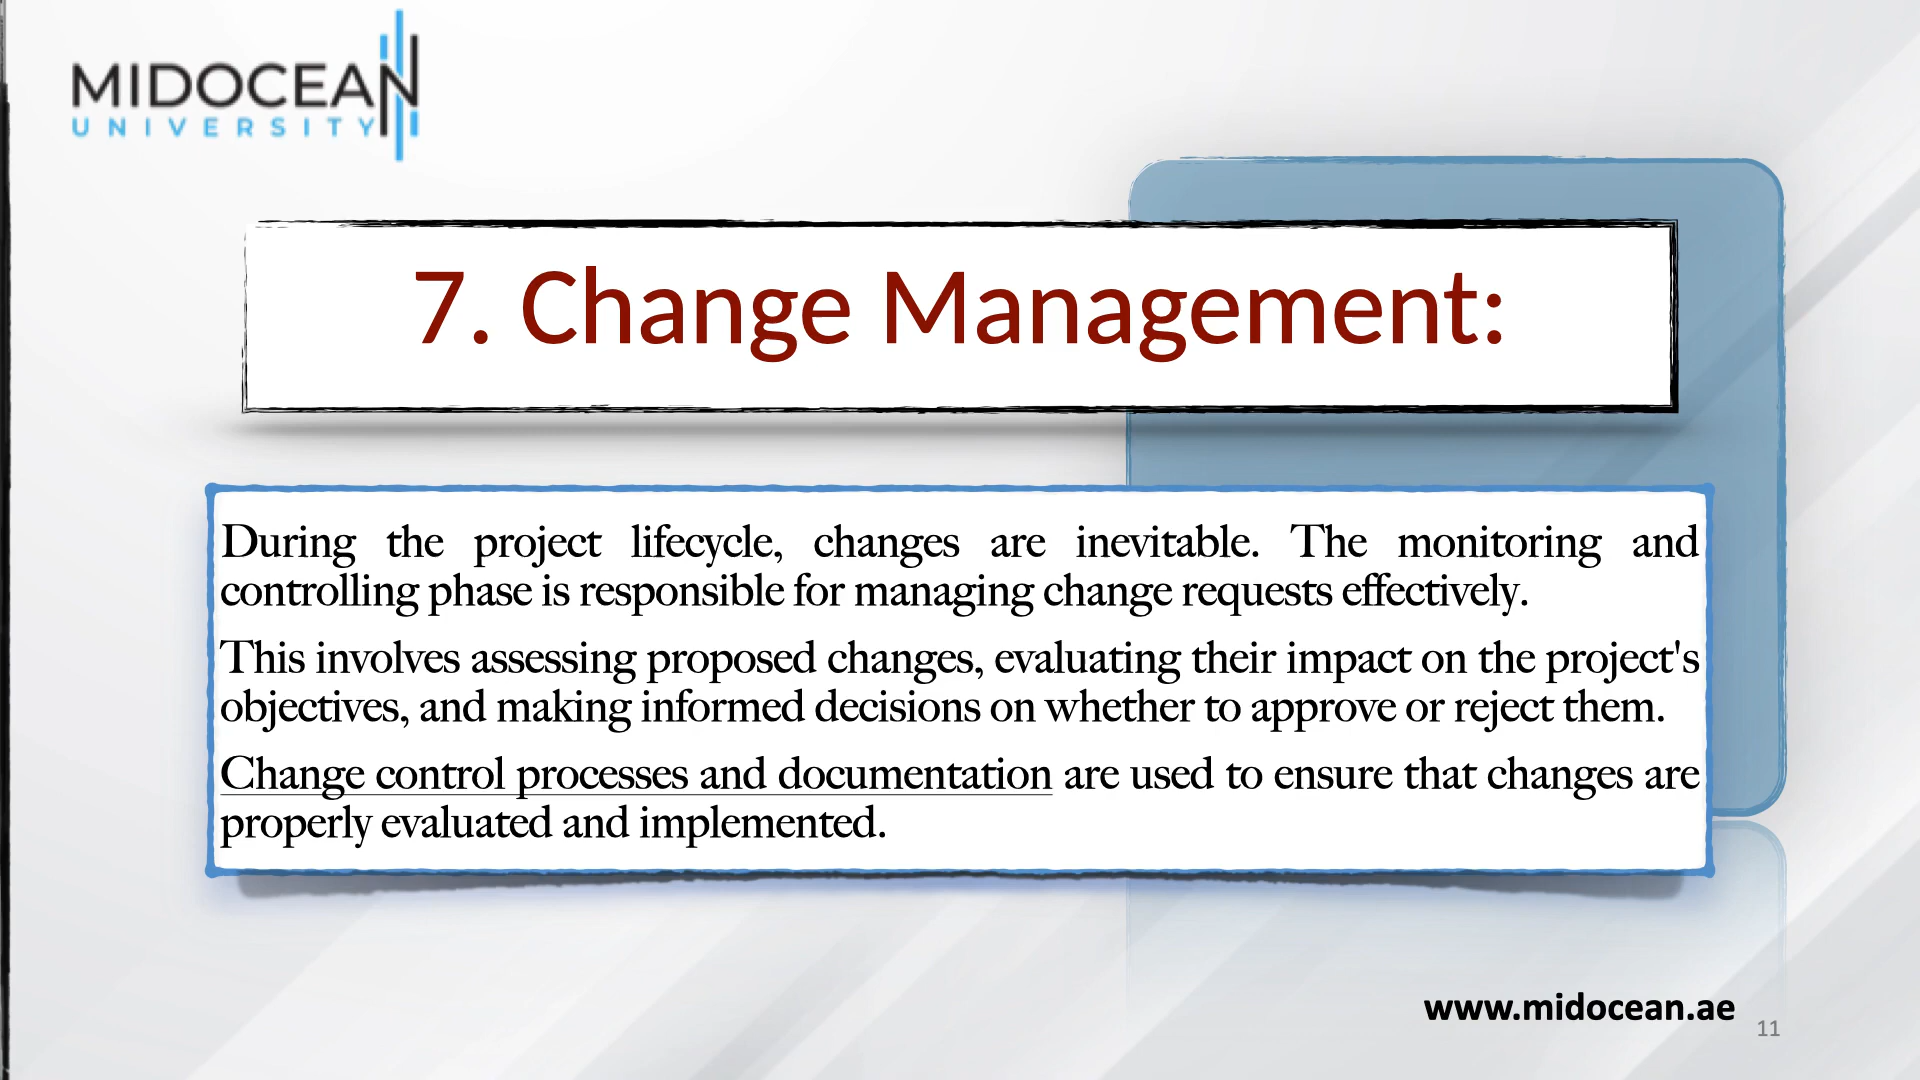 MIDOCEAN
UNIVERSITY
7. Change Management:
During the project lifecycle, changes are inevitable. The monitoring and
controlling phase is responsible for managing change requests effectively.
This involves assessing proposed changes, evaluating their impact on the project's
objectives, and making informed decisions on whether to approve or reject them.
Change control processes and documentation are used to ensure that changes are
properly evaluated and implemented.
www.midocean.ae
11